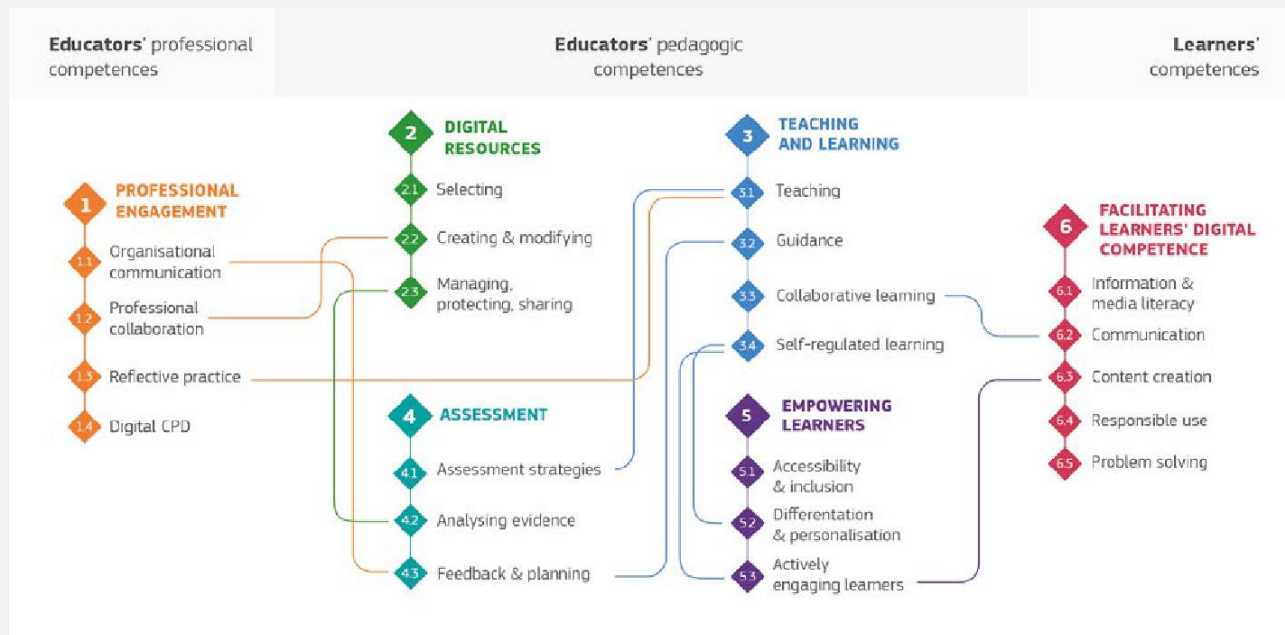 Educators' professional
competences
Educators' pedagogic
competences
Learners'
competences
1
PROFESSIONAL
ENGAGEMENT
1.1
Organisational
communication
1.2
Professional
collaboration
1.3
Reflective practice
1.4
Digital CPD
2
DIGITAL
RESOURCES
2.1
Selecting
2.2
Creating & modifying
2.3
Managing,
protecting, sharing
4
ASSESSMENT
4.1
Assessment strategies
4.2
Analysing evidence
4.3
Feedback & planning
3
TEACHING
AND LEARNING
3.1
Teaching
3.2
Guidance
3.3
Collaborative learning
3.4
Self-regulated learning
5
EMPOWERING
LEARNERS
5.1
Accessibility
& inclusion
5.2
Differentation
& personalisation
5.3
Actively
engaging learners
6
FACILITATING
LEARNERS' DIGITAL
COMPETENCE
6.1
Information &
media literacy
6.2
Communication
6.3
Content creation
6.4
Responsible use
6.5
Problem solving